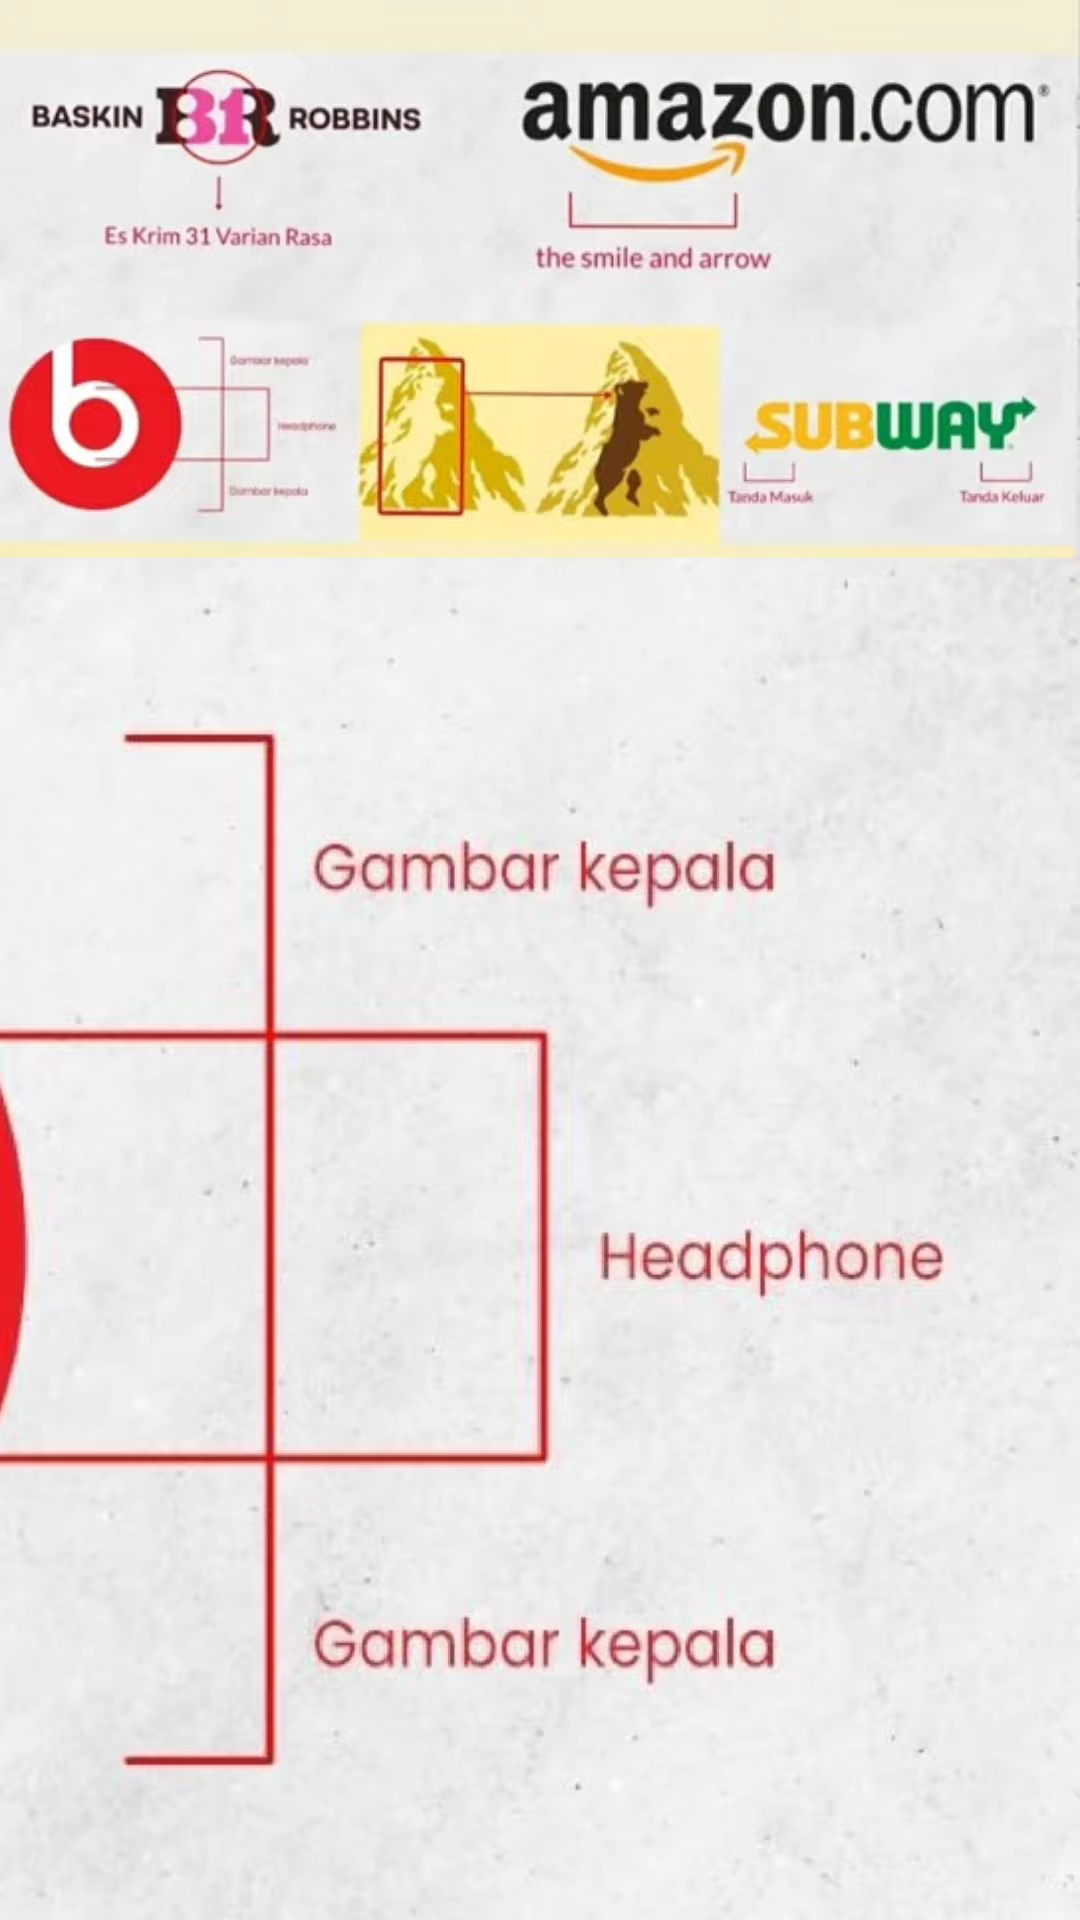 BASKIN BR ROBBINS
Es Krim 31 Varian Rasa
amazon.com
the smile and arrow
b
Gambar kepala
Headphone
Gambar kepala
SUBWAY
Tanda Masuk
Tanda Keluar
Gambar kepala
Headphone
Gambar kepala